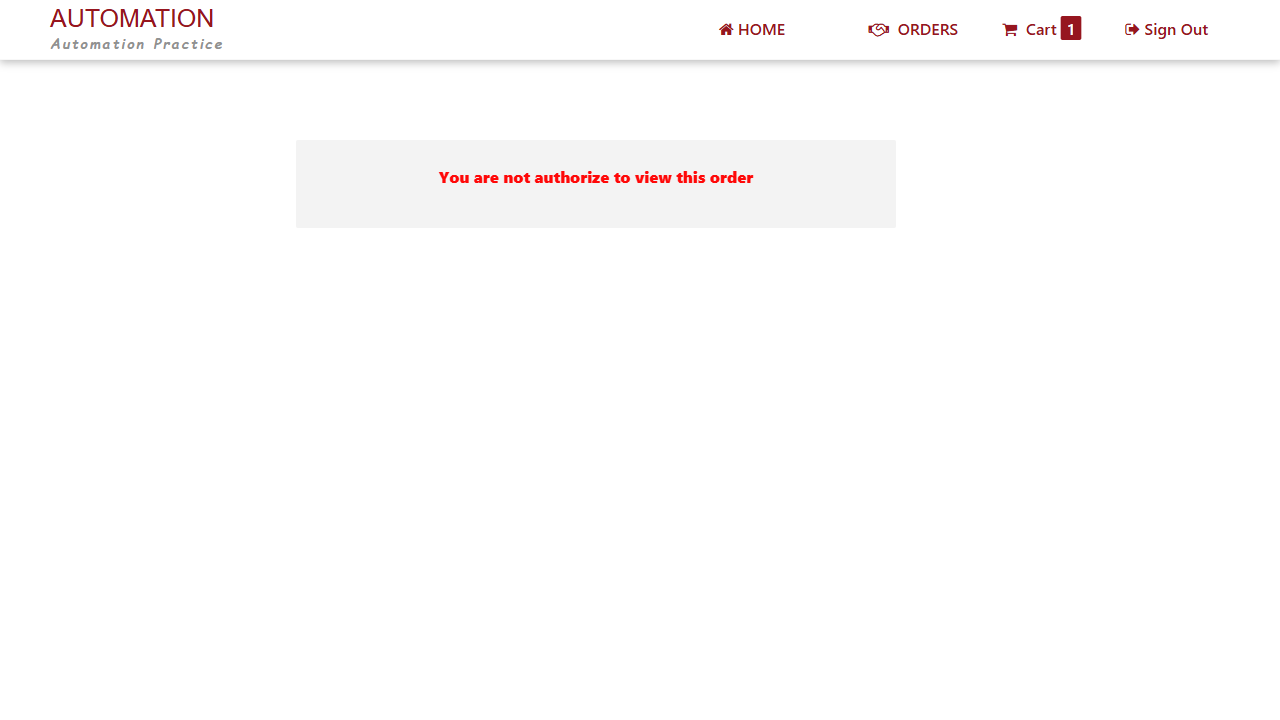 AUTOMATION
Automation Practice
HOME
ORDERS
Cart 1
Sign Out
You are not authorize to view this order